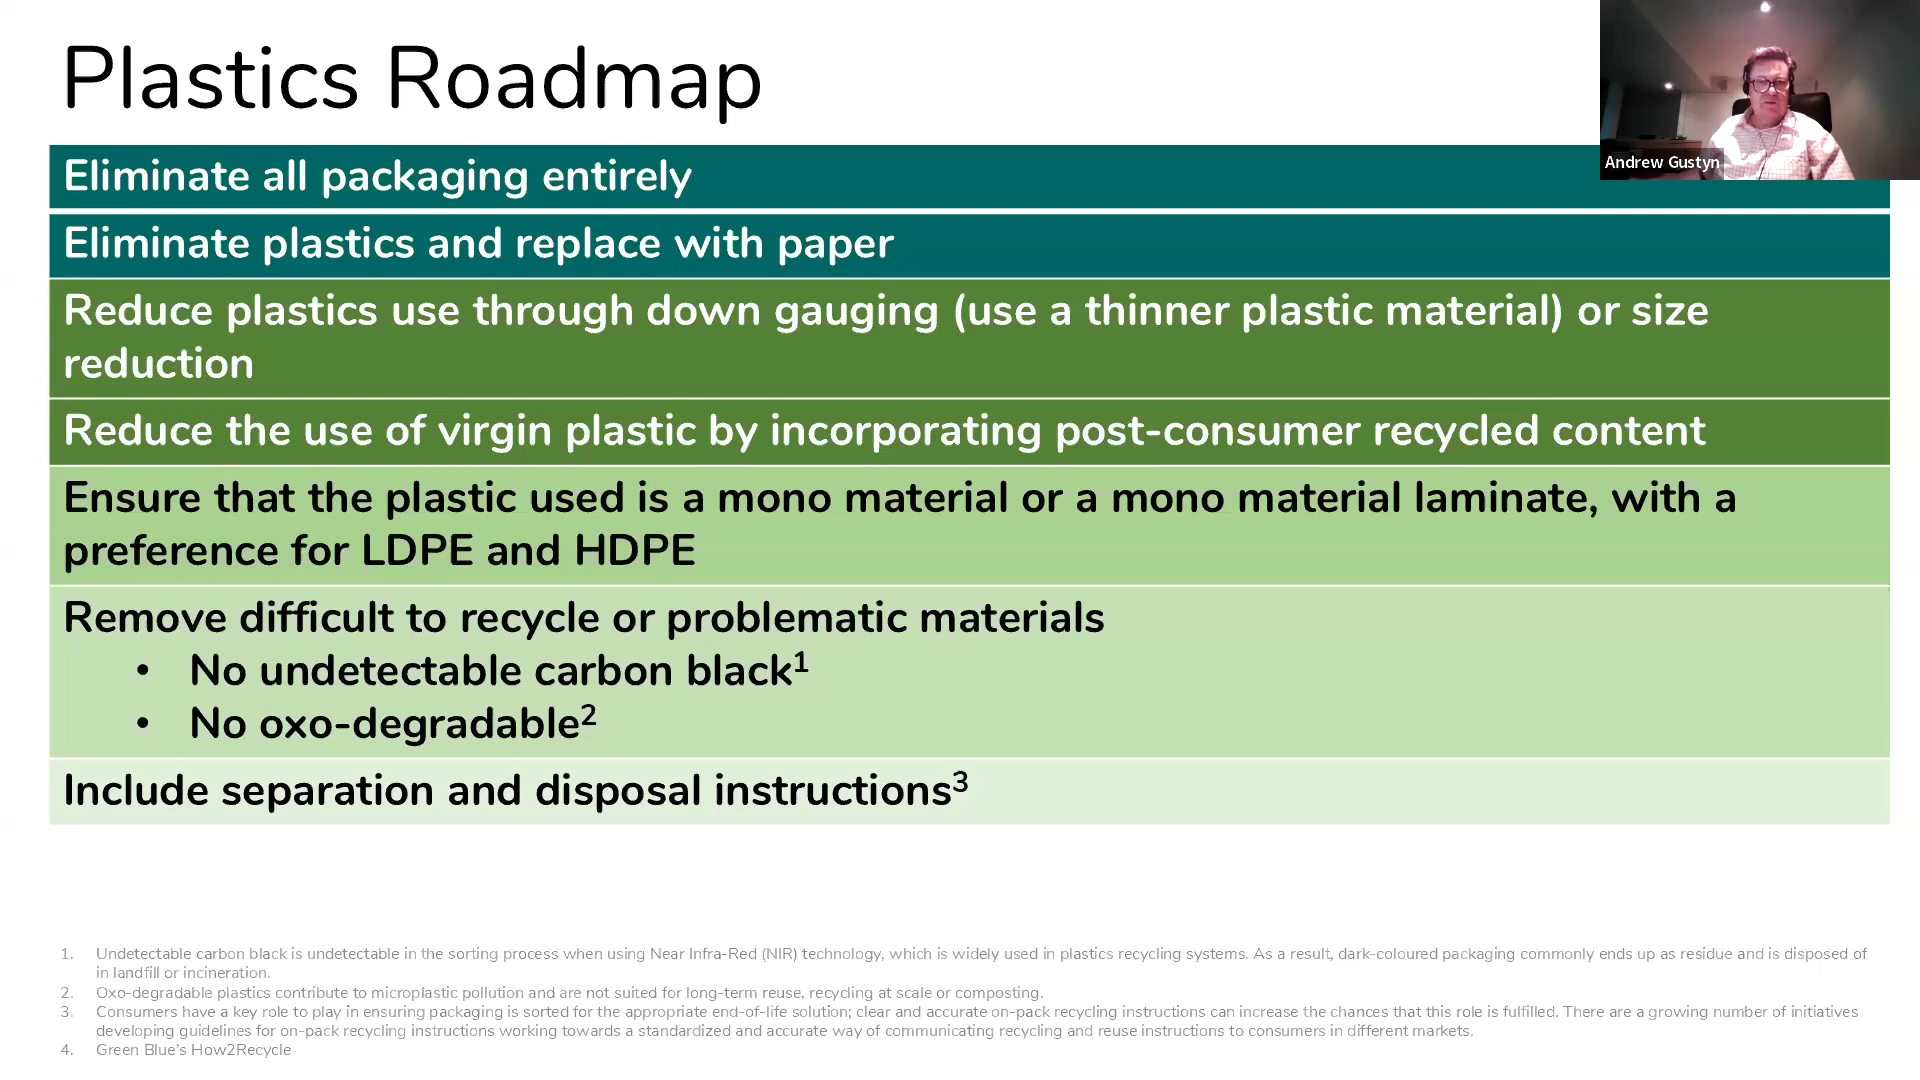 Plastics Roadmap
Andrew Gustyn
Eliminate all packaging entirely
Eliminate plastics and replace with paper
Reduce plastics use through down gauging (use a thinner plastic material) or size
reduction
Reduce the use of virgin plastic by incorporating post-consumer recycled content
Ensure that the plastic used is a mono material or a mono material laminate, with a
preference for LDPE and HDPE
Remove difficult to recycle or problematic materials
• No undetectable carbon black¹
• No oxo-degradable²
Include separation and disposal instructions³
1. Undetectable carbon black is undetectable in the sorting process when using Near Infra-Red (NIR) technology, which is widely used in plastics recycling systems. As a result, dark-coloured packaging commonly ends up as residue and is disposed of
in landfill or incineration.
2. Oxo-degradable plastics contribute to microplastic pollution and are not suited for long-term reuse, recycling at scale or composting.
3. Consumers have a key role to play in ensuring packaging is sorted for the appropriate end-of-life solution; clear and accurate on-pack recycling instructions can increase the chances that this role is fulfilled. There are a growing number of initiatives
developing guidelines for on-pack recycling instructions working towards a standardized and accurate way of communicating recycling and reuse instructions to consumers in different markets.
4. Green Blue's How2Recycle